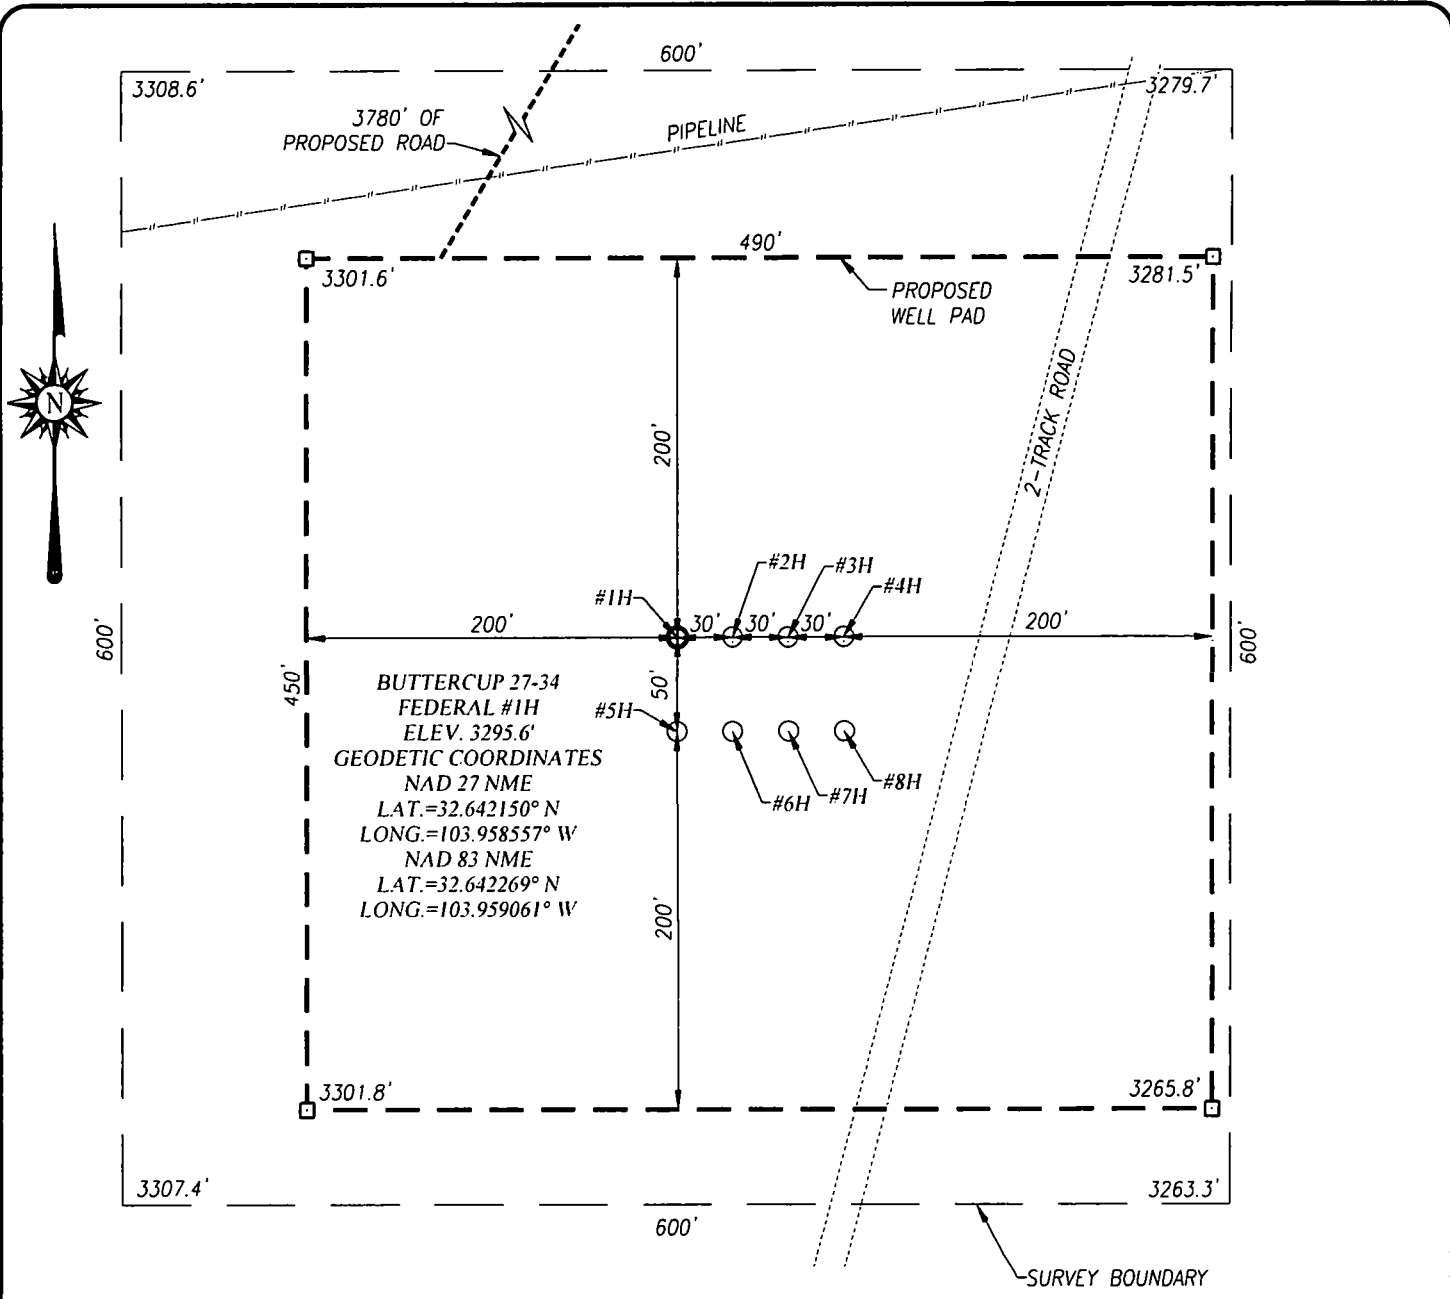 600'
3308.6'
3279.7'
3780' OF
PROPOSED ROAD
PIPELINE
490'
3301.6'
3281.5'
PROPOSED
WELL PAD
N
2-TRACK ROAD
200'
#1H
#2H
#3H
#4H
200'
30'
30'
30'
200'
600'
600'
450'
50'
#5H
#6H
#7H
#8H
BUTTERCUP 27-34
FEDERAL #1H
ELEV. 3295.6'
GEODETIC COORDINATES
NAD 27 NME
LAT.=32.642150° N
LONG.=103.958557° W
NAD 83 NME
LAT.=32.642269° N
LONG.=103.959061° W
200'
3301.8'
3265.8'
3307.4'
3263.3'
600'
SURVEY BOUNDARY